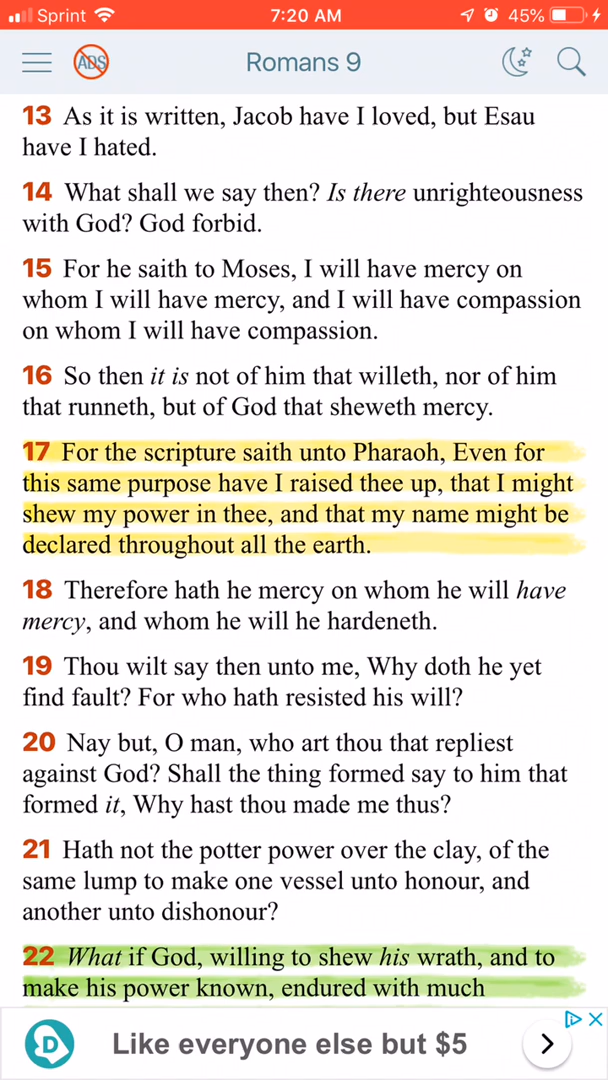 Sprint 7:20 AM 45%
ADS Romans 9
13 As it is written, Jacob have I loved, but Esau
have I hated.
14 What shall we say then? Is there unrighteousness
with God? God forbid.
15 For he saith to Moses, I will have mercy on
whom I will have mercy, and I will have compassion
on whom I will have compassion.
16 So then it is not of him that willeth, nor of him
that runneth, but of God that sheweth mercy.
17 For the scripture saith unto Pharaoh, Even for
this same purpose have I raised thee up, that I might
shew my power in thee, and that my name might be
declared throughout all the earth.
18 Therefore hath he mercy on whom he will have
mercy, and whom he will he hardeneth.
19 Thou wilt say then unto me, Why doth he yet
find fault? For who hath resisted his will?
20 Nay but, O man, who art thou that repliest
against God? Shall the thing formed say to him that
formed it, Why hast thou made me thus?
21 Hath not the potter power over the clay, of the
same lump to make one vessel unto honour, and
another unto dishonour?
22 What if God, willing to shew his wrath, and to
make his power known, endured with much
D Like everyone else but $5